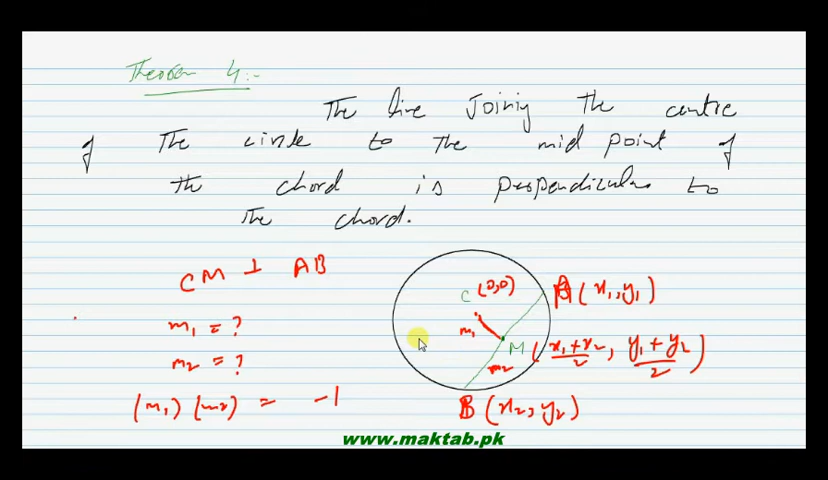 Theorem 4:-
The line Joining the centre
of The circle to the mid point of
the chord is perpendicular to
the chord.
CM ⊥ AB
m₁ = ?
m₂ = ?
(m₁) (m₂) = -1
C (0,0)
A (x₁, y₁)
m₁
M (x₁+x₂/2, y₁+y₂/2)
m₂
B (x₂, y₂)
www.maktab.pk